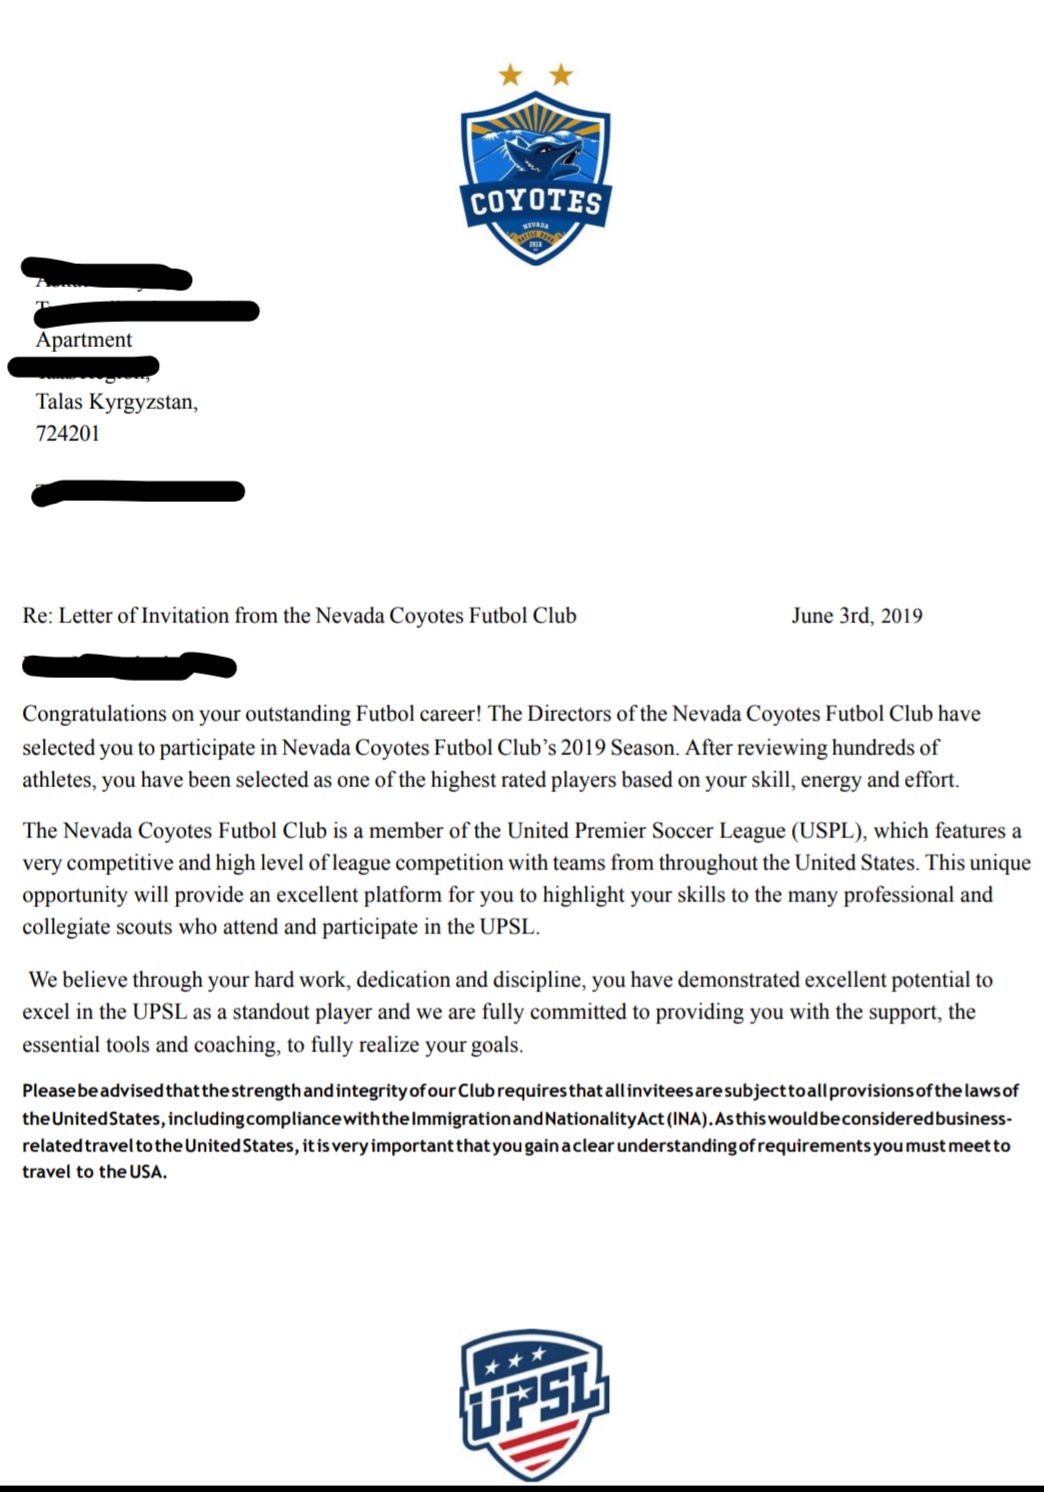 COYOTES
NEVADA
2016
Apartment
Talas Kyrgyzstan,
724201
Re: Letter of Invitation from the Nevada Coyotes Futbol Club June 3rd, 2019
Congratulations on your outstanding Futbol career! The Directors of the Nevada Coyotes Futbol Club have
selected you to participate in Nevada Coyotes Futbol Club’s 2019 Season. After reviewing hundreds of
athletes, you have been selected as one of the highest rated players based on your skill, energy and effort.
The Nevada Coyotes Futbol Club is a member of the United Premier Soccer League (USPL), which features a
very competitive and high level of league competition with teams from throughout the United States. This unique
opportunity will provide an excellent platform for you to highlight your skills to the many professional and
collegiate scouts who attend and participate in the UPSL.
We believe through your hard work, dedication and discipline, you have demonstrated excellent potential to
excel in the UPSL as a standout player and we are fully committed to providing you with the support, the
essential tools and coaching, to fully realize your goals.
Please be advised that the strength and integrity of our Club requires that all invitees are subject to all provisions of the laws of
the United States, including compliance with the Immigration and Nationality Act (INA). As this would be considered business-
related travel to the United States, it is very important that you gain a clear understanding of requirements you must meet to
travel to the USA.
UPSL